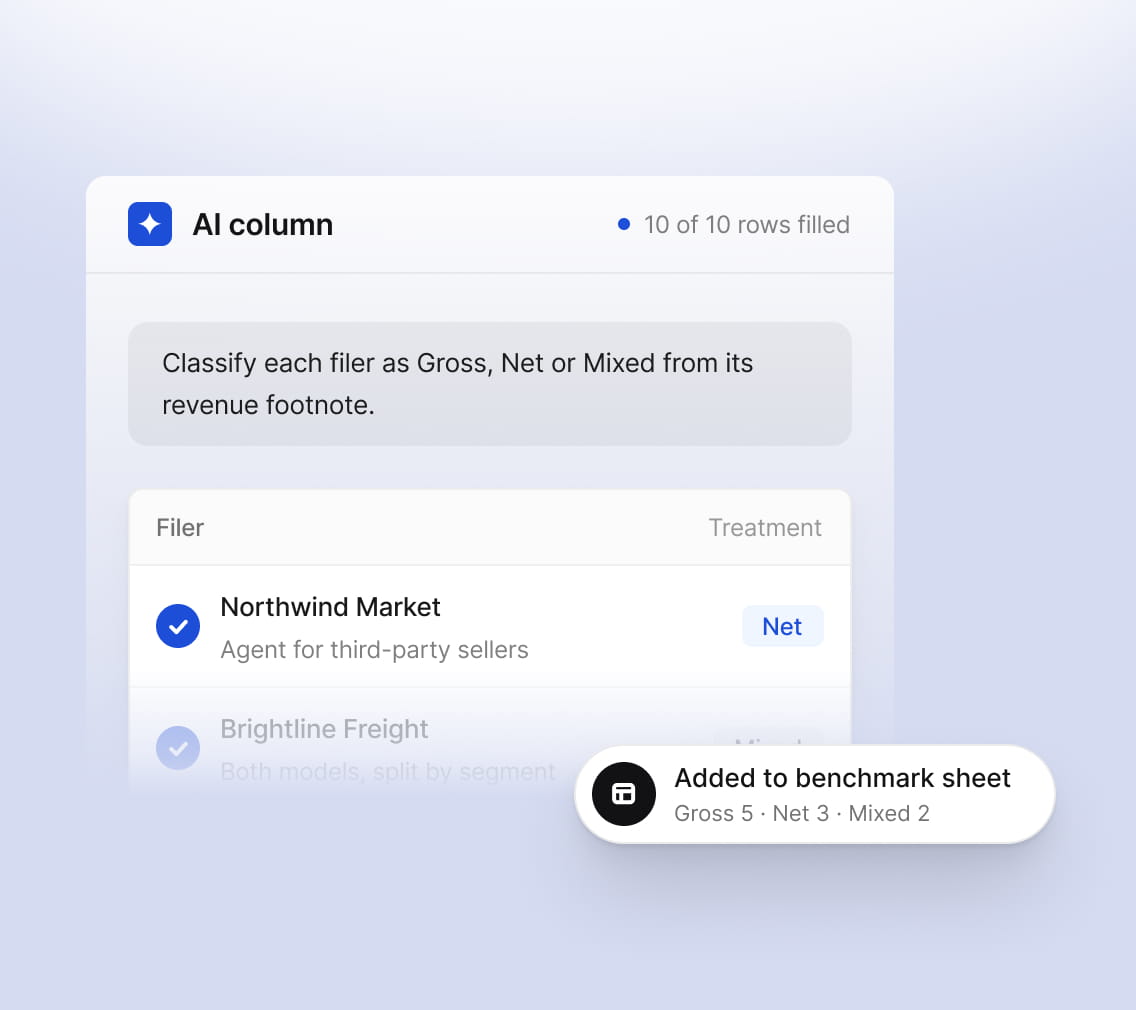 AI column
10 of 10 rows filled
Classify each filer as Gross, Net or Mixed from its
revenue footnote.
Filer
Treatment
Northwind Market
Agent for third-party sellers
Net
Brightline Freight
Both models, split by segment
Added to benchmark sheet
Gross 5 · Net 3 · Mixed 2